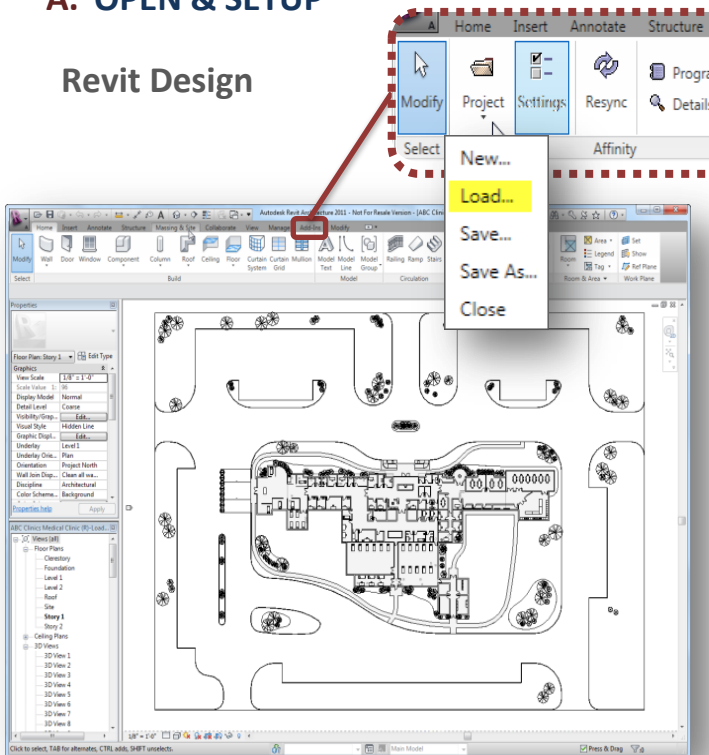 A. OPEN & SETUP
Revit Design
A Home Insert Annotate Structure
Modify Project Settings Resync
Progra
Details
Select Affinity
New...
Load...
Save...
Save As...
Close
Autodesk Revit Architecture 2011 - Not For Resale Version - [ABC Clini
Home Insert Annotate Structure Massing & Site Collaborate View Manage Add-Ins Modify
Modify Wall Door Window Component Column Roof Ceiling Floor Curtain System Curtain Grid Mullion Model Text Model Line Model Group Railing Ramp Stairs Room
Area Set
Legend Show
Tag Ref Plane
Select Build Model Circulation Room & Area Work Plane
Properties
Floor Plan: Story 1 Edit Type
Graphics
View Scale 1/8" = 1'-0"
Scale Value 1: 96
Display Model Normal
Detail Level Coarse
Visibility/Grap... Edit...
Visual Style Hidden Line
Graphic Displ... Edit...
Underlay Level 1
Underlay Orie... Plan
Orientation Project North
Wall Join Disp... Clean all wa...
Discipline Architectural
Color Scheme... Background
Properties help Apply
ABC Clinics Medical Clinic (R)-Load...
Views (all)
Floor Plans
Clerestory
Foundation
Level 1
Level 2
Roof
Site
Story 1
Story 2
Ceiling Plans
3D Views
3D View 1
3D View 2
3D View 3
3D View 4
3D View 5
3D View 6
3D View 7
3D View 8
1/8" = 1'-0"
Click to select, TAB for alternates, CTRL adds, SHIFT unselects. Main Model Press & Drag